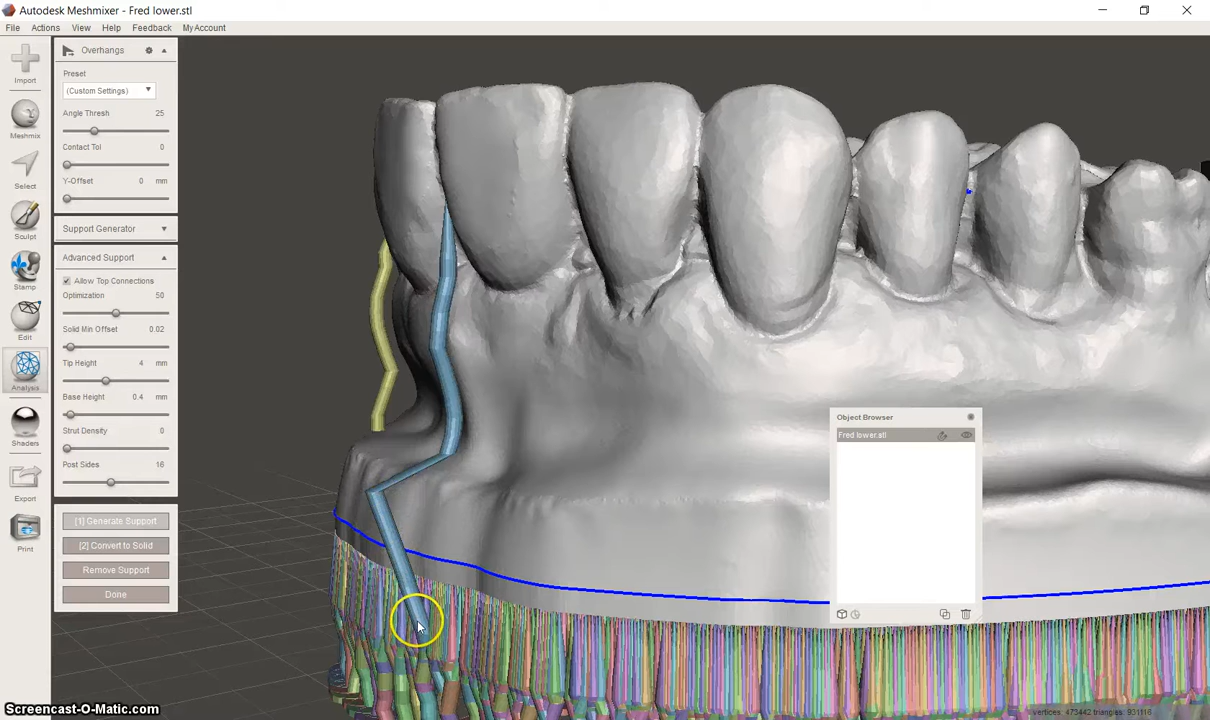 Autodesk Meshmixer - Fred lower.stl
File Actions View Help Feedback My Account
Import
Meshmix
Select
Sculpt
Stamp
Edit
Analysis
Shaders
Export
Print
Overhangs
Preset
(Custom Settings)
Angle Thresh 25
Contact Tol 0
Y-Offset 0 mm
Support Generator
Advanced Support
Allow Top Connections
Optimization 50
Solid Min Offset 0.02
Tip Height 4 mm
Base Height 0.4 mm
Strut Density 0
Post Sides 16
[1] Generate Support
[2] Convert to Solid
Remove Support
Done
Object Browser
Fred lower.stl
vertices: 473442 triangles: 931116
Screencast-O-Matic.com